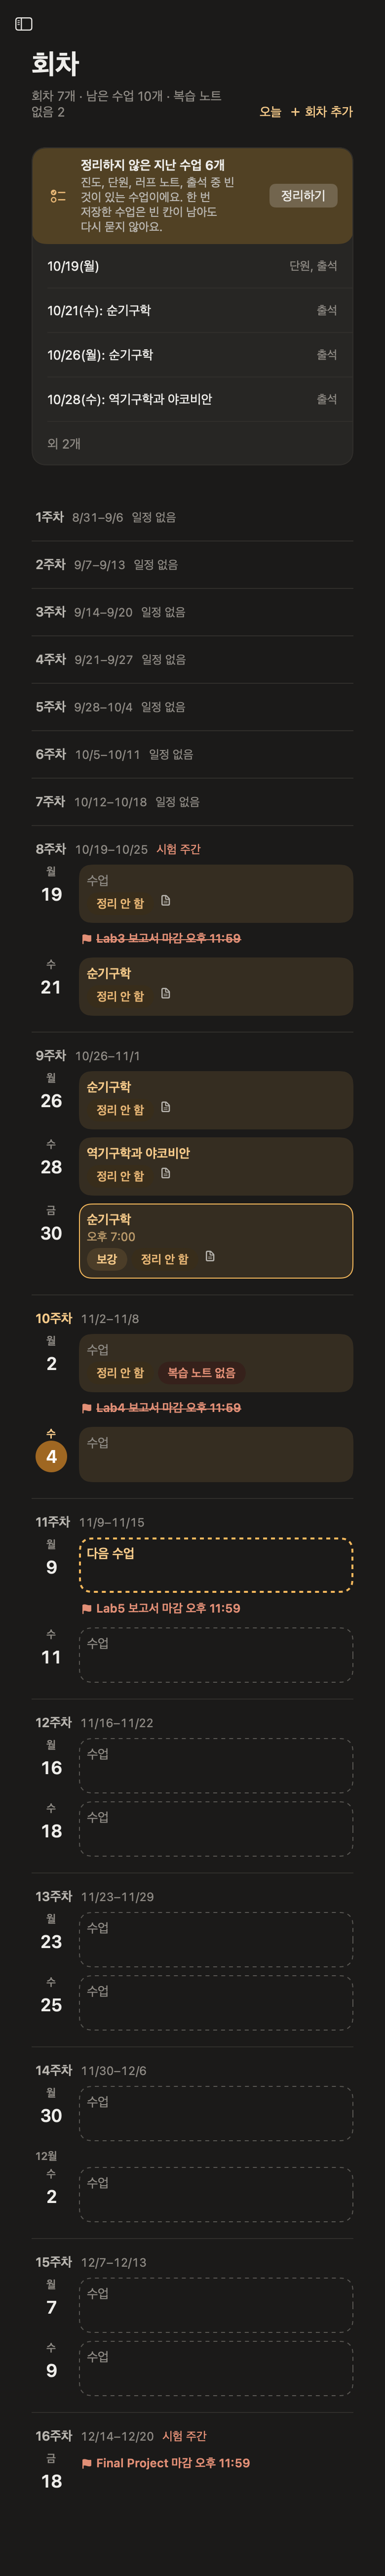 회차
회차 7개 · 남은 수업 10개 · 복습 노트
없음 2
오늘 + 회차 추가
정리하지 않은 지난 수업 6개
진도, 단원, 러프 노트, 출석 중 빈
것이 있는 수업이에요. 한 번
저장한 수업은 빈 칸이 남아도
다시 묻지 않아요.
정리하기
10/19(월) 단원, 출석
10/21(수): 순기구학 출석
10/26(월): 순기구학 출석
10/28(수): 역기구학과 야코비안 출석
외 2개
1주차 8/31–9/6 일정 없음
2주차 9/7–9/13 일정 없음
3주차 9/14–9/20 일정 없음
4주차 9/21–9/27 일정 없음
5주차 9/28–10/4 일정 없음
6주차 10/5–10/11 일정 없음
7주차 10/12–10/18 일정 없음
8주차 10/19–10/25 시험 주간
월
19
수업
정리 안 함
Lab3 보고서 마감 오후 11:59
수
21
순기구학
정리 안 함
9주차 10/26–11/1
월
26
순기구학
정리 안 함
수
28
역기구학과 야코비안
정리 안 함
금
30
순기구학
오후 7:00
보강 정리 안 함
10주차 11/2–11/8
월
2
수업
정리 안 함 복습 노트 없음
Lab4 보고서 마감 오후 11:59
수
4
수업
11주차 11/9–11/15
월
9
다음 수업
Lab5 보고서 마감 오후 11:59
수
11
수업
12주차 11/16–11/22
월
16
수업
수
18
수업
13주차 11/23–11/29
월
23
수업
수
25
수업
14주차 11/30–12/6
월
30
수업
12월
수
2
수업
15주차 12/7–12/13
월
7
수업
수
9
수업
16주차 12/14–12/20 시험 주간
금
18
Final Project 마감 오후 11:59